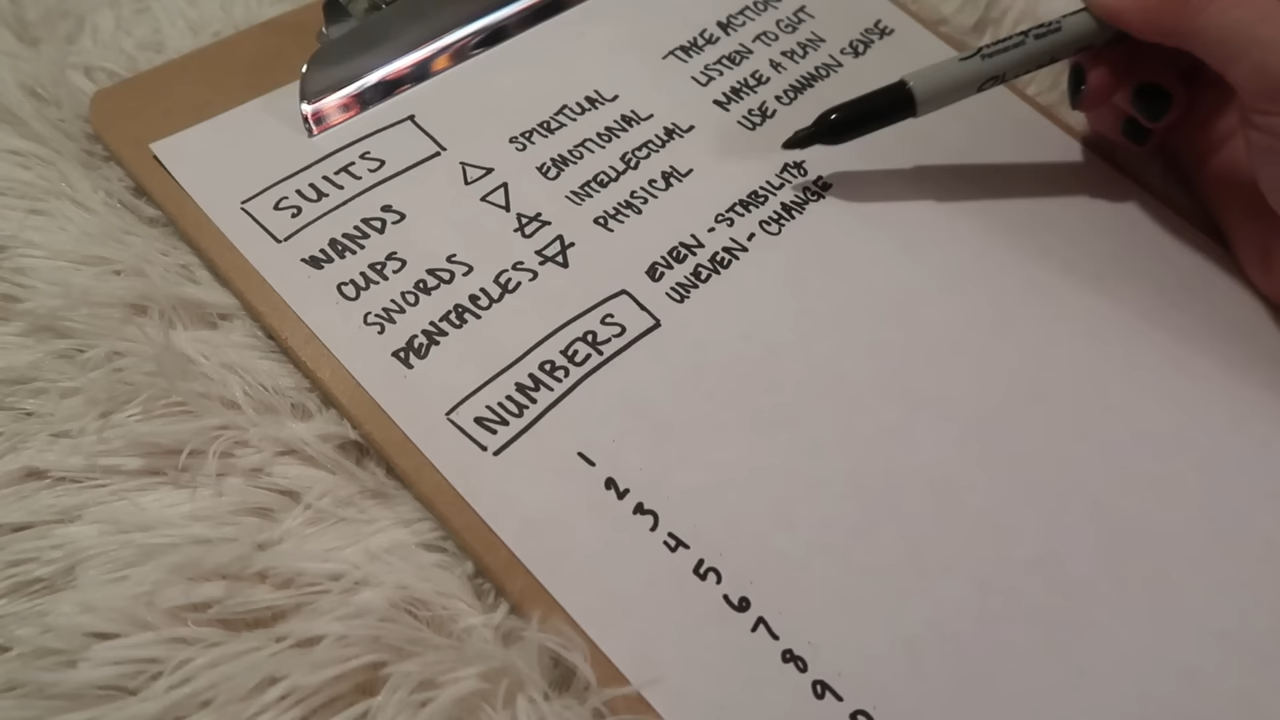 SUITS
WANDS △ SPIRITUAL TAKE ACTION
CUPS ▽ EMOTIONAL LISTEN TO GUT
SWORDS INTELLECTUAL MAKE A PLAN
PENTACLES PHYSICAL USE COMMON SENSE
NUMBERS
EVEN - STABILITY
UNEVEN - CHANGE
1
2
3
4
5
6
7
8
9